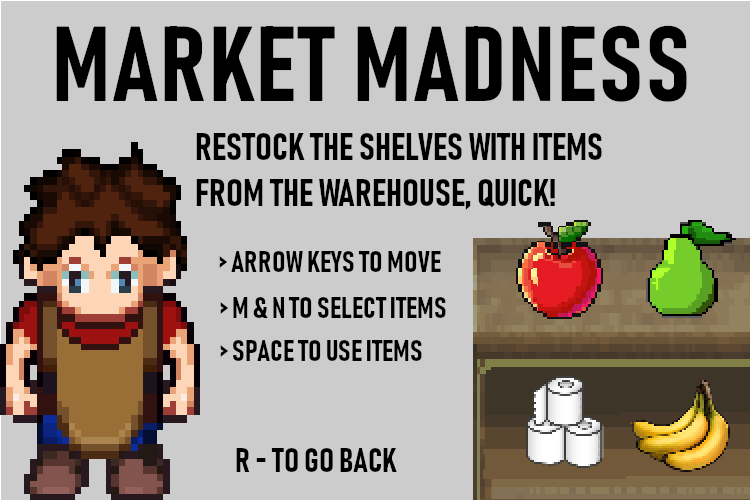 MARKET MADNESS
RESTOCK THE SHELVES WITH ITEMS
FROM THE WAREHOUSE, QUICK!
> ARROW KEYS TO MOVE
> M & N TO SELECT ITEMS
> SPACE TO USE ITEMS
R - TO GO BACK